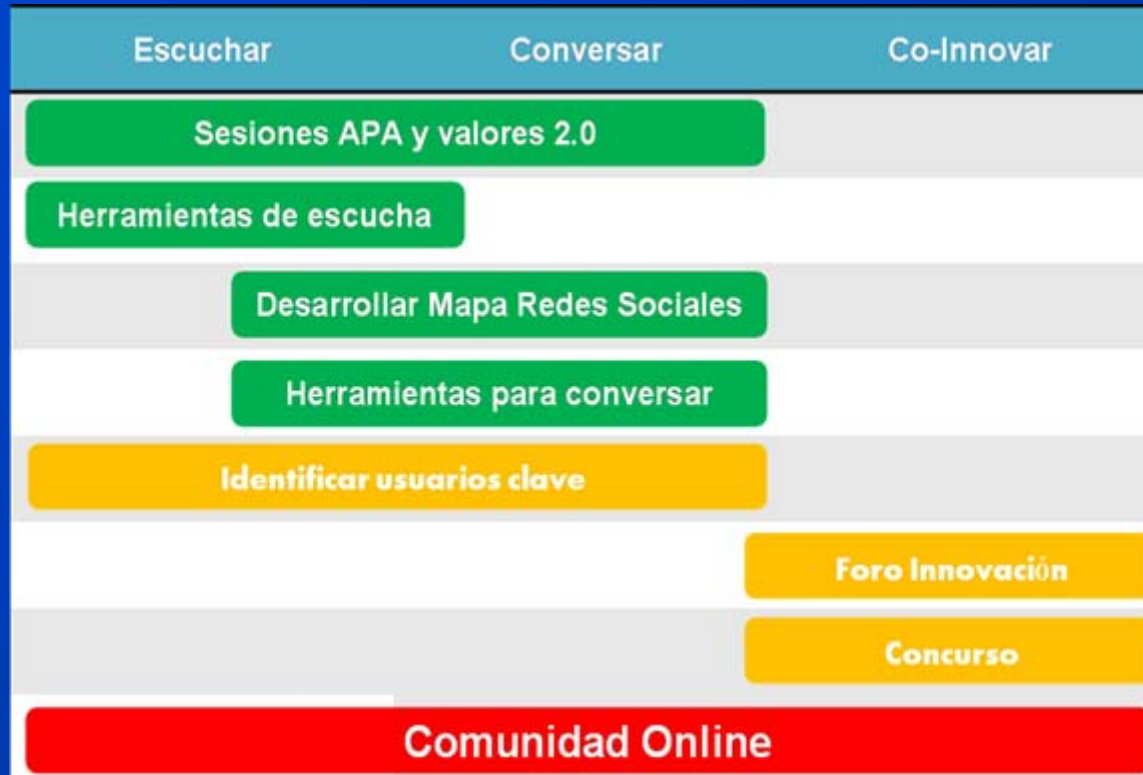 Escuchar Conversar Co-Innovar
Sesiones APA y valores 2.0
Herramientas de escucha
Desarrollar Mapa Redes Sociales
Herramientas para conversar
Identificar usuarios clave
Foro Innovación
Concurso
Comunidad Online